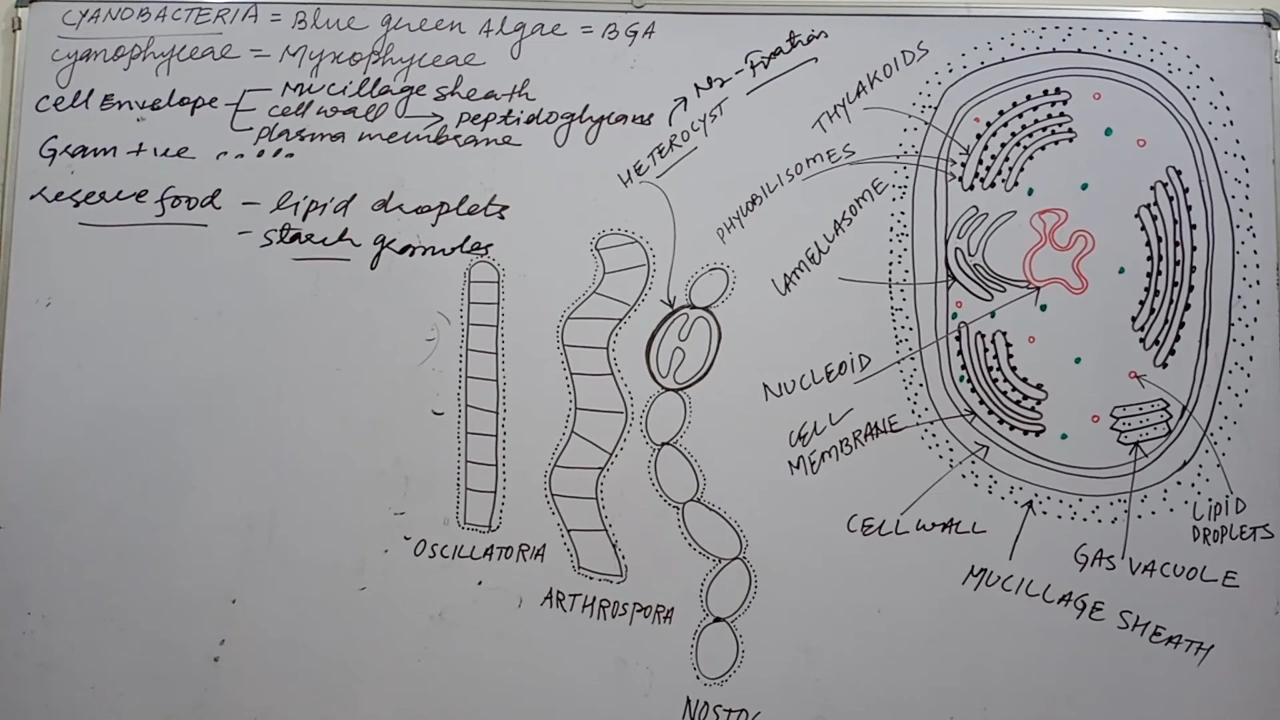 CYANOBACTERIA = Blue green Algae = BGA
Cyanophyceae = Myxophyceae
Cell Envelope - Mucillage sheath
cell wall → peptidoglycans
plasma membrane
Gram +ve
reserve food - lipid droplets
- starch granules
HETEROCYST → N2-Fixation
THYLAKOIDS
PHYLOBILISOMES
LAMELLASOME
NUCLEOID
CELL
MEMBRANE
CELL WALL
MUCILLAGE SHEATH
GAS VACUOLE
LIPID
DROPLETS
OSCILLATORIA
ARTHROSPORA
NOSTOC